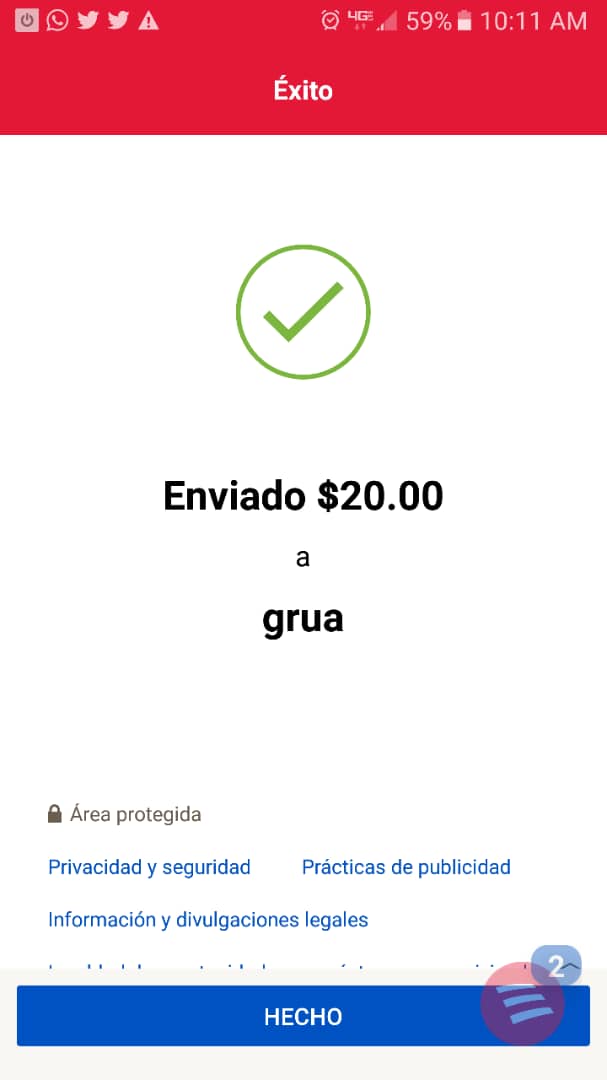 59% 10:11 AM
Éxito
Enviado $20.00
a
grua
Área protegida
Privacidad y seguridad Prácticas de publicidad
Información y divulgaciones legales
2
HECHO